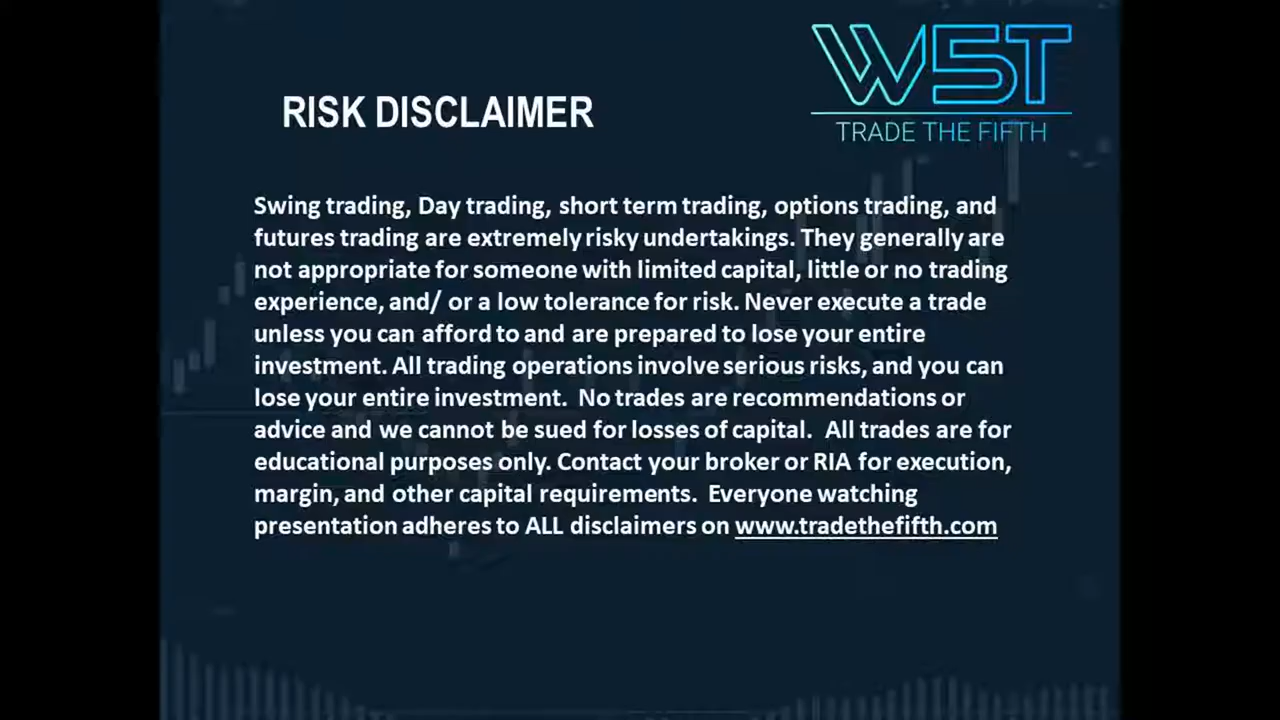 W5T
TRADE THE FIFTH
RISK DISCLAIMER
Swing trading, Day trading, short term trading, options trading, and
futures trading are extremely risky undertakings. They generally are
not appropriate for someone with limited capital, little or no trading
experience, and/ or a low tolerance for risk. Never execute a trade
unless you can afford to and are prepared to lose your entire
investment. All trading operations involve serious risks, and you can
lose your entire investment.  No trades are recommendations or
advice and we cannot be sued for losses of capital.  All trades are for
educational purposes only. Contact your broker or RIA for execution,
margin, and other capital requirements.  Everyone watching
presentation adheres to ALL disclaimers on www.tradethefifth.com